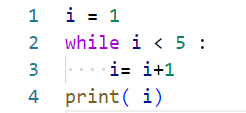 1 i = 1
2 while i < 5 :
3     i= i+1
4 print( i)